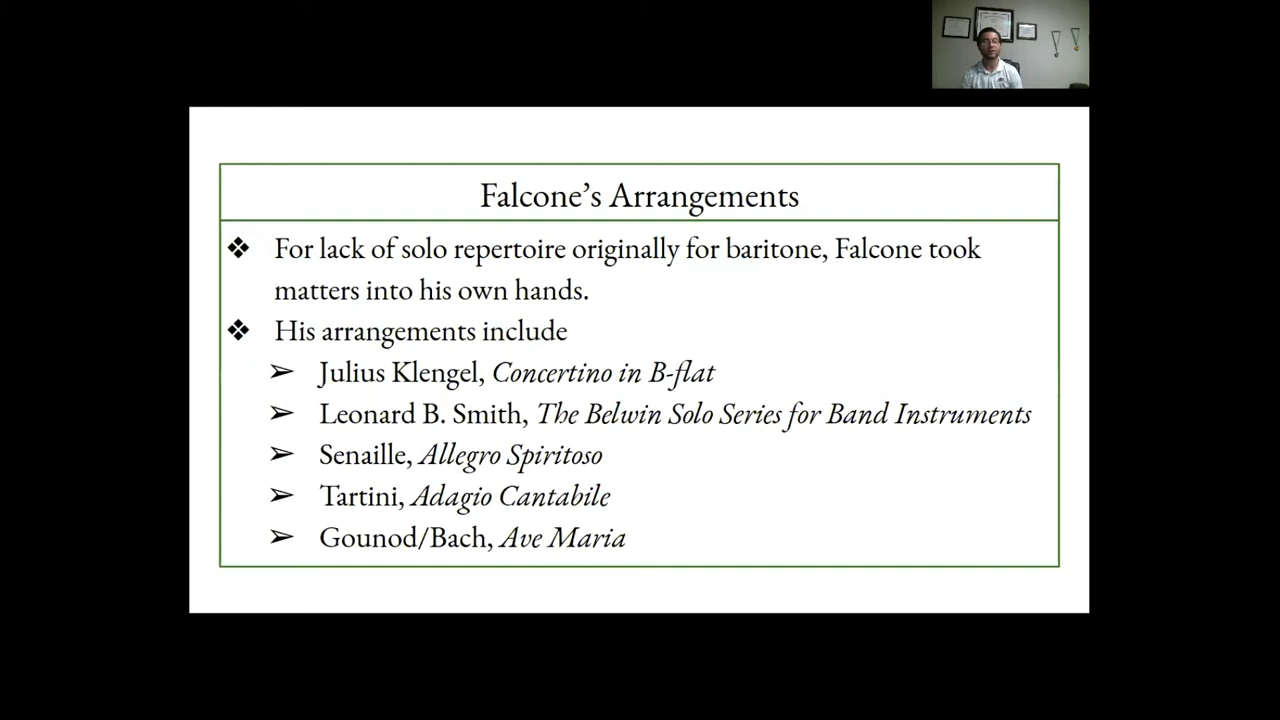 Falcone’s Arrangements
❖ For lack of solo repertoire originally for baritone, Falcone took
matters into his own hands.
❖ His arrangements include
➢ Julius Klengel, Concertino in B-flat
➢ Leonard B. Smith, The Belwin Solo Series for Band Instruments
➢ Senaille, Allegro Spiritoso
➢ Tartini, Adagio Cantabile
➢ Gounod/Bach, Ave Maria